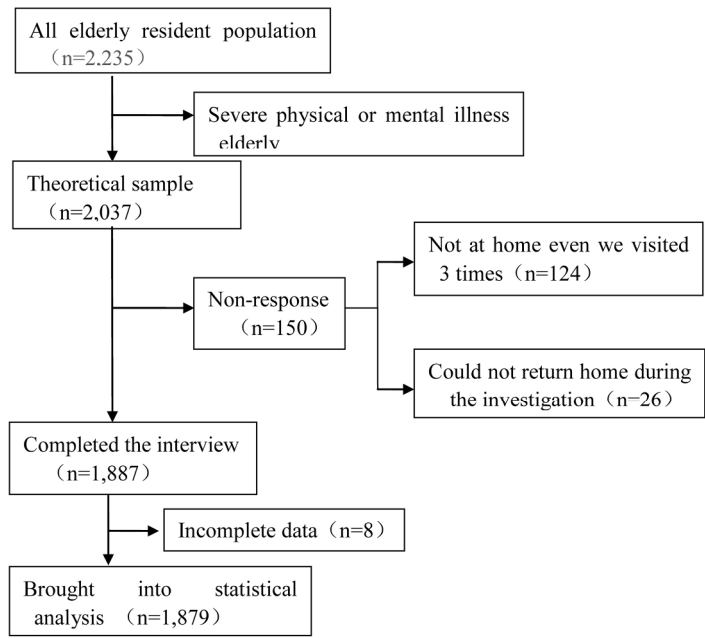 All elderly resident population
（n=2,235）
Severe physical or mental illness
elderly
Theoretical sample
（n=2,037）
Not at home even we visited
3 times（n=124）
Non-response
（n=150）
Could not return home during
the investigation（n=26）
Completed the interview
（n=1,887）
Incomplete data（n=8）
Brought into statistical
analysis （n=1,879）